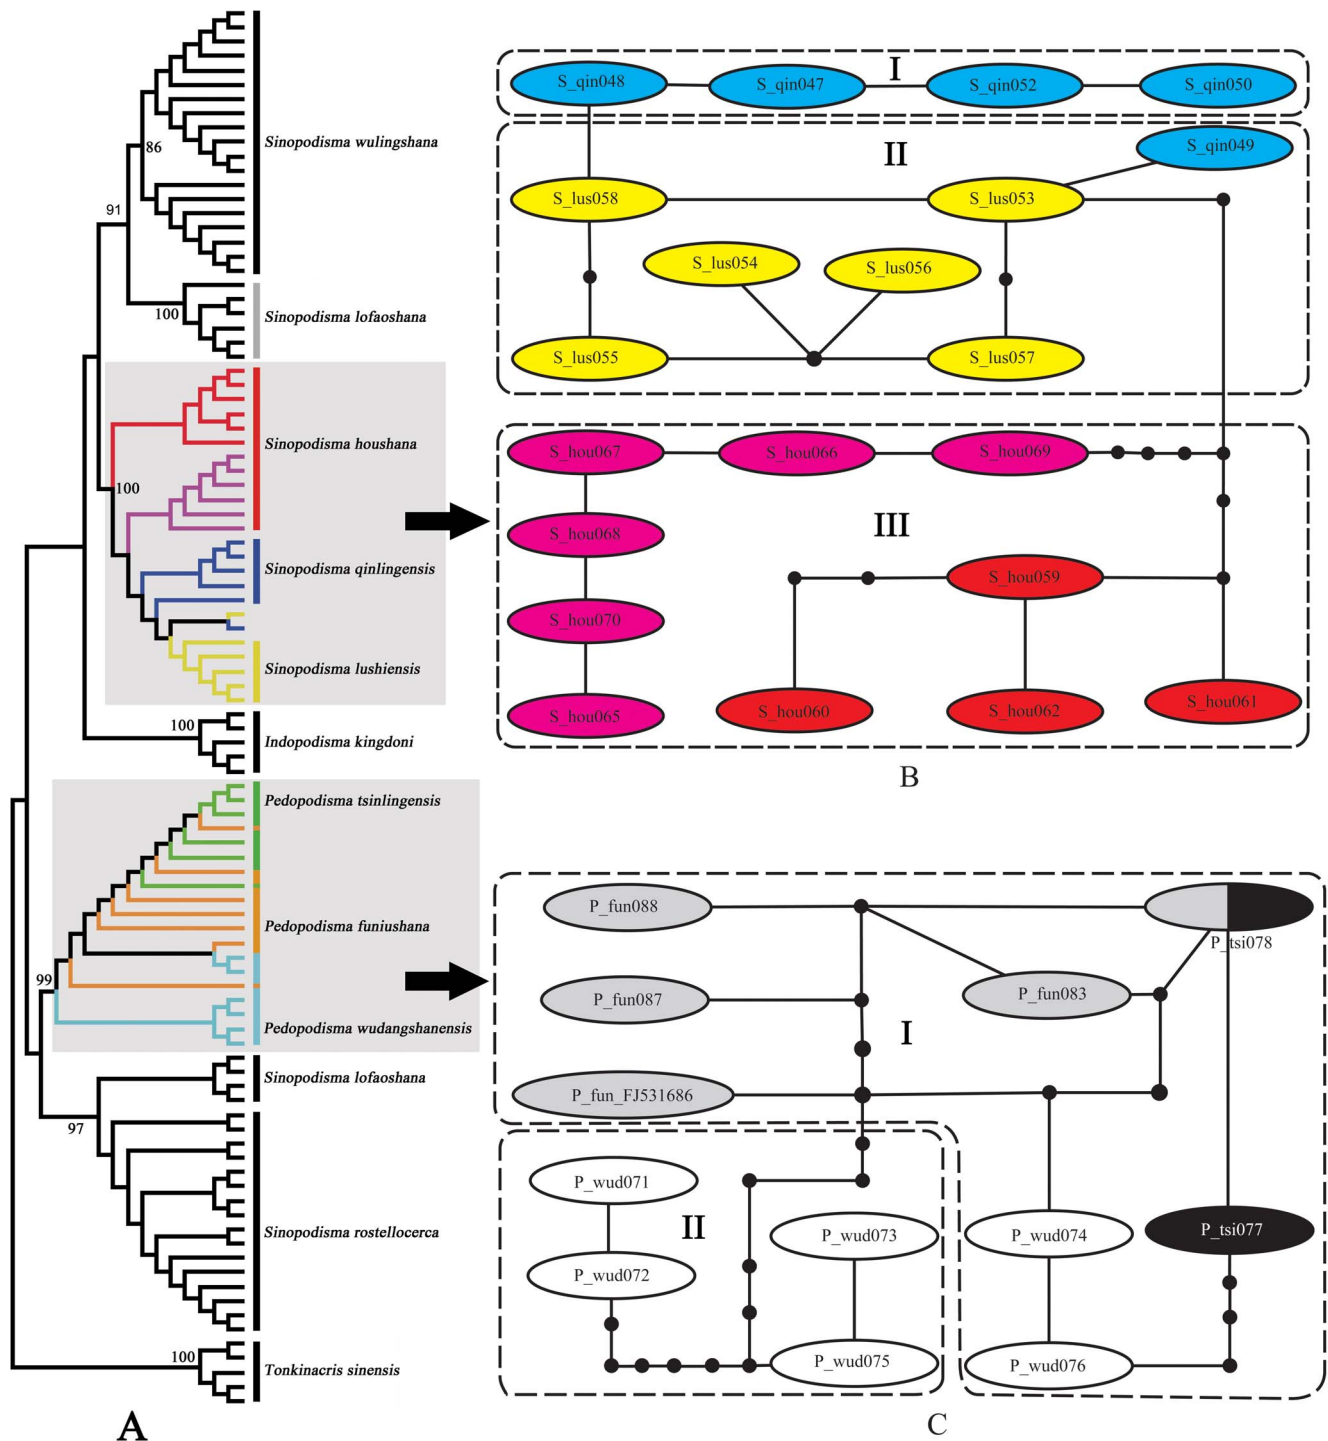 Sinopodisma wulingshana
86
91
Sinopodisma lofaoshana
100
Sinopodisma houshana
100
Sinopodisma qinlingensis
Sinopodisma lushiensis
100
Indopodisma kingdoni
Pedopodisma tsinlingensis
Pedopodisma funiushana
99
Pedopodisma wudangshanensis
Sinopodisma lofaoshana
97
Sinopodisma rostellocerca
100
Tonkinacris sinensis
A
I
S_qin048
S_qin047
S_qin052
S_qin050
II
S_qin049
S_lus058
S_lus053
S_lus054
S_lus056
S_lus055
S_lus057
S_hou067
S_hou066
S_hou069
III
S_hou068
S_hou059
S_hou070
S_hou065
S_hou060
S_hou062
S_hou061
B
P_fun088
P_tsi078
P_fun087
P_fun083
I
P_fun_FJ531686
P_wud071
II
P_wud073
P_wud074
P_tsi077
P_wud072
P_wud075
P_wud076
C